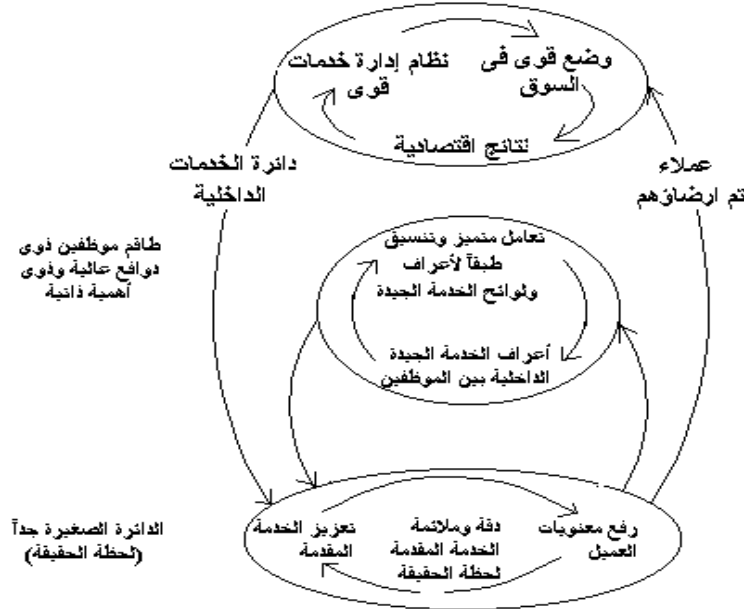 نظام إدارة خدمات
قوى
وضع قوى فى
السوق
نتائج اقتصادية
دائرة الخدمات
الداخلية
عملاء
تم ارضاؤهم
طاقم موظفين ذوى
دوافع عالية وذوى
أهمية ذاتية
تعامل متميز وتنسيق
طبقاً لأعراف
ولوائح الخدمة الجيدة
أعراف الخدمة الجيدة
الداخلية بين الموظفين
الدائرة الصغيرة جداً
(لحظة الحقيقة)
رفع معنويات
العميل
دقة وملائمة
الخدمة المقدمة
لحظة الحقيقة
تعزيز الخدمة
المقدمة